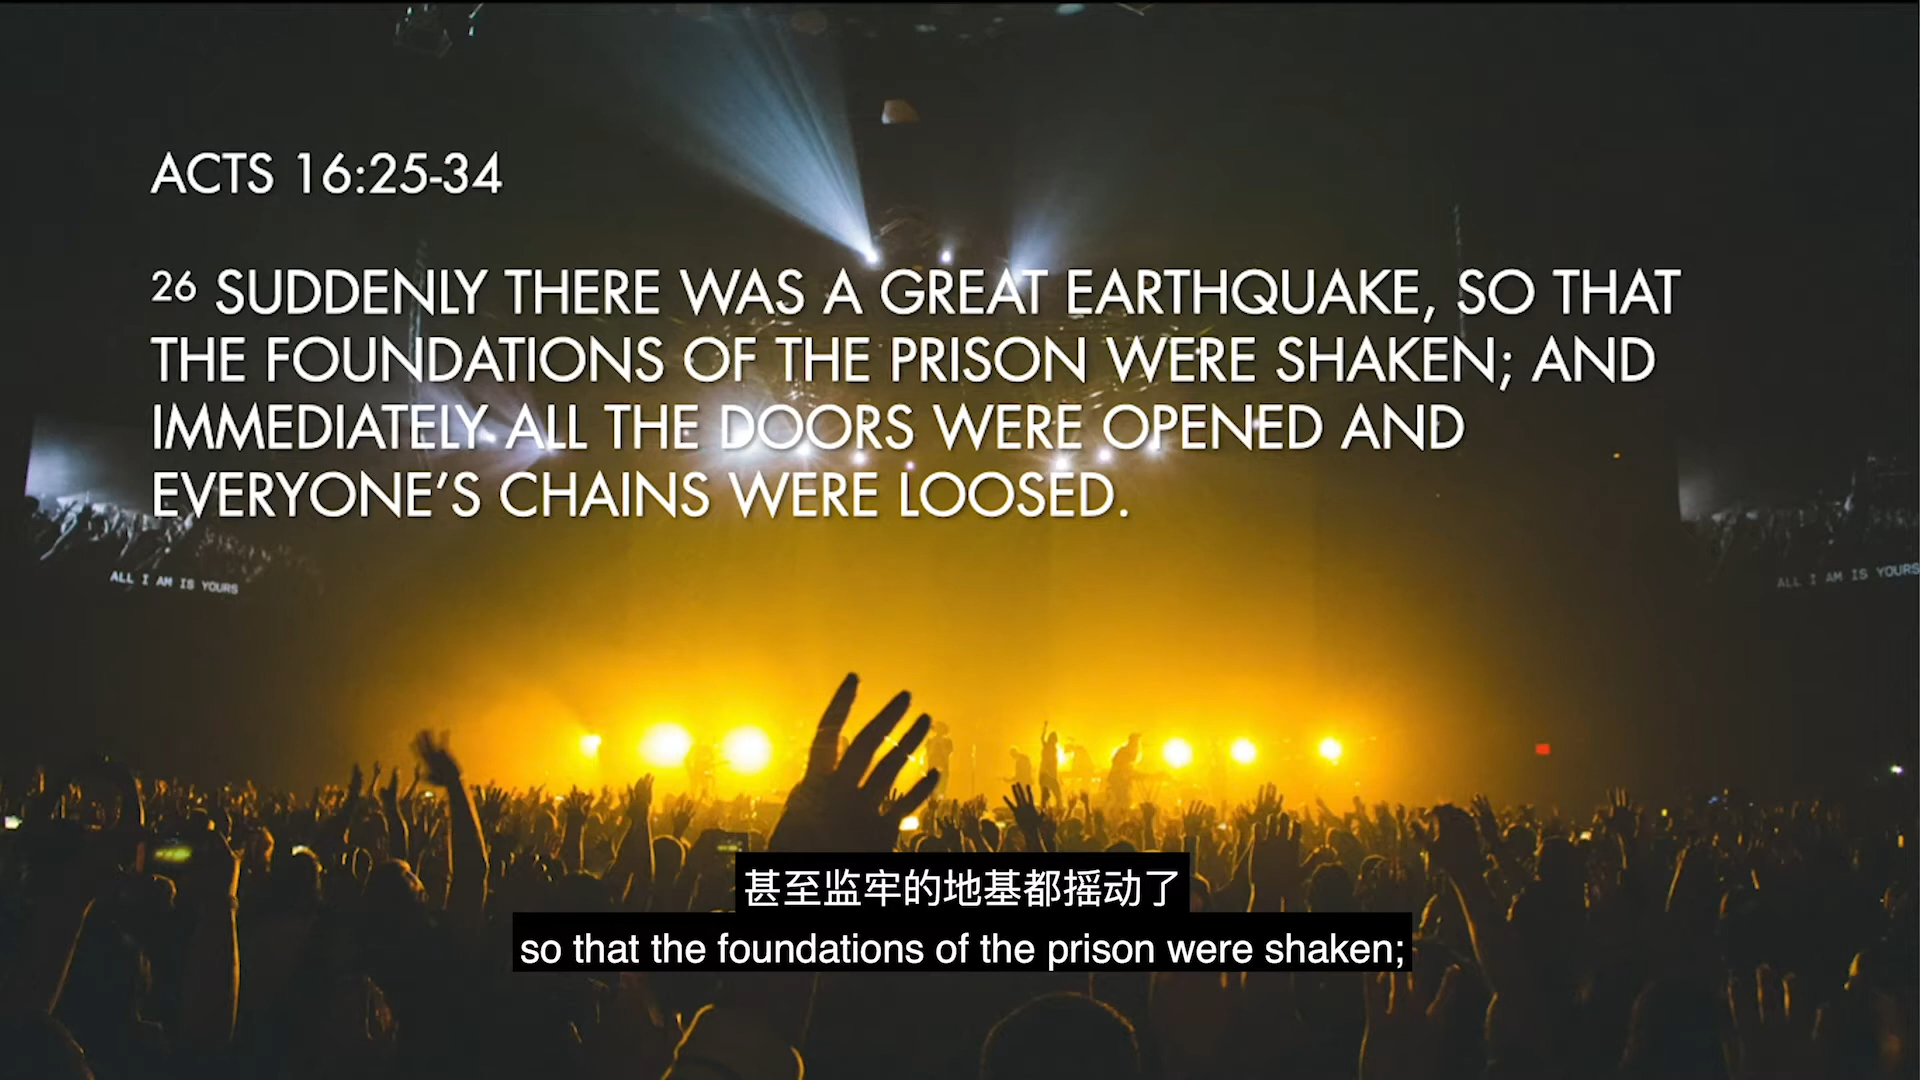 ACTS 16:25-34
26 SUDDENLY THERE WAS A GREAT EARTHQUAKE, SO THAT
THE FOUNDATIONS OF THE PRISON WERE SHAKEN; AND
IMMEDIATELY ALL THE DOORS WERE OPENED AND
EVERYONE’S CHAINS WERE LOOSED.
ALL I AM IS YOURS
ALL I AM IS YOURS
甚至监牢的地基都摇动了
so that the foundations of the prison were shaken;